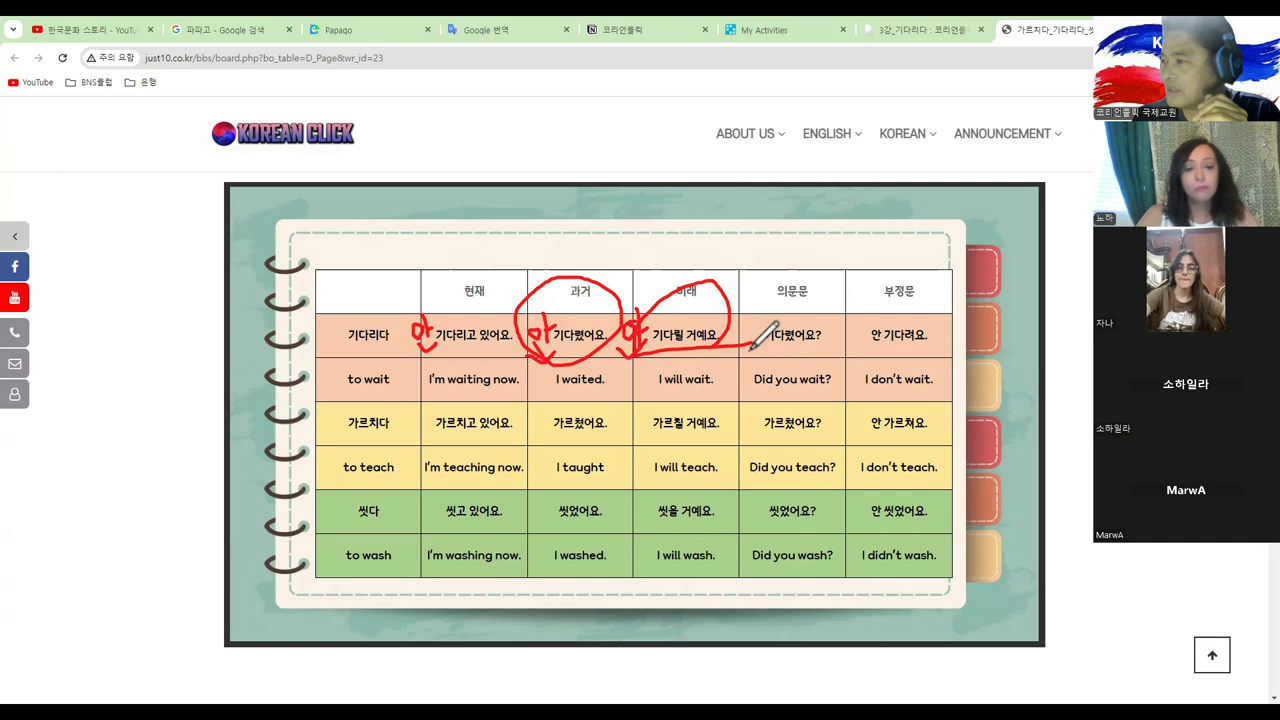 한국문화 스토리 - YouTu
파파고 - Google 검색
Papago
Google 번역
코리언클릭
My Activities
3강_기다리다 : 코리언클
가르치다_기다리다_씻
주의 요함
just10.co.kr/bbs/board.php?bo_table=D_Page&wr_id=23
YouTube
BNS클럽
은행
KOREAN CLICK
ABOUT US
ENGLISH
KOREAN
ANNOUNCEMENT
현재 과거 미래 의문문 부정문
기다리다 안 기다리고 있어요. 안 기다렸어요. 안 기다릴 거예요. 기다렸어요? 안 기다려요.
to wait I'm waiting now. I waited. I will wait. Did you wait? I don't wait.
가르치다 가르치고 있어요. 가르쳤어요. 가르칠 거예요. 가르쳤어요? 안 가르쳐요.
to teach I'm teaching now. I taught I will teach. Did you teach? I don't teach.
씻다 씻고 있어요. 씻었어요. 씻을 거예요. 씻었어요? 안 씻었어요.
to wash I'm washing now. I washed. I will wash. Did you wash? I didn't wash.
K
코리언클릭 국제교원
노하
자나
소하일라
소하일라
MarwA
MarwA